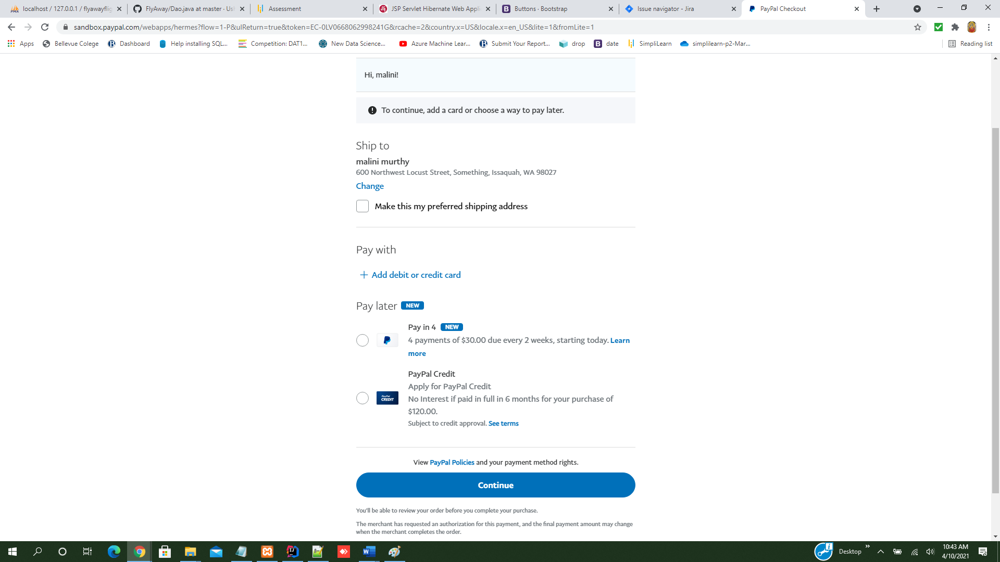 localhost / 127.0.0.1 / flyawayflig
FlyAway/Dao.java at master · Us
Assessment
JSP Servlet Hibernate Web Appli
Buttons · Bootstrap
Issue navigator - Jira
PayPal Checkout
sandbox.paypal.com/webapps/hermes?flow=1-P&ulReturn=true&token=EC-0LV0668062998241G&rcache=2&country.x=US&locale.x=en_US&lite=1&fromLite=1
Apps
Bellevue Colege
Dashboard
Help installing SQL...
Competition: DAT1...
New Data Science...
Azure Machine Lear...
Submit Your Report...
drop
date
SimpliLearn
simplilearn-p2-Mar...
Reading list
Hi, malini!
To continue, add a card or choose a way to pay later.
Ship to
malini murthy
600 Northwest Locust Street, Something, Issaquah, WA 98027
Change
Make this my preferred shipping address
Pay with
+ Add debit or credit card
Pay later NEW
Pay in 4 NEW
4 payments of $30.00 due every 2 weeks, starting today. Learn
more
PayPal Credit
Apply for PayPal Credit
PayPal
CREDIT
No Interest if paid in full in 6 months for your purchase of
$120.00.
Subject to credit approval. See terms
View PayPal Policies and your payment method rights.
Continue
You'll be able to review your order before you complete your purchase.
The merchant has requested an authorization for this payment, and the final payment amount may change
when the merchant completes the order.
Desktop
10:43 AM
4/10/2021